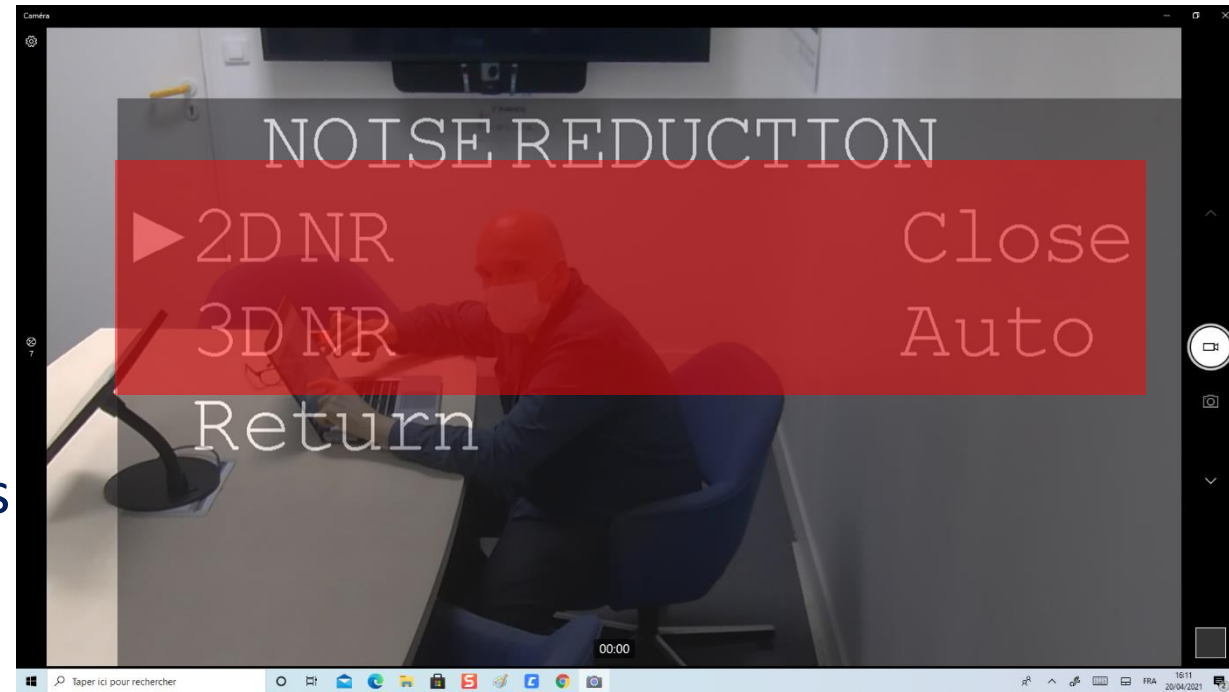 Caméra
NOISE REDUCTION
2D NR Close
3D NR Auto
Return
7
s
00:00
Taper ici pour rechercher
FRA
16:11
20/04/2021